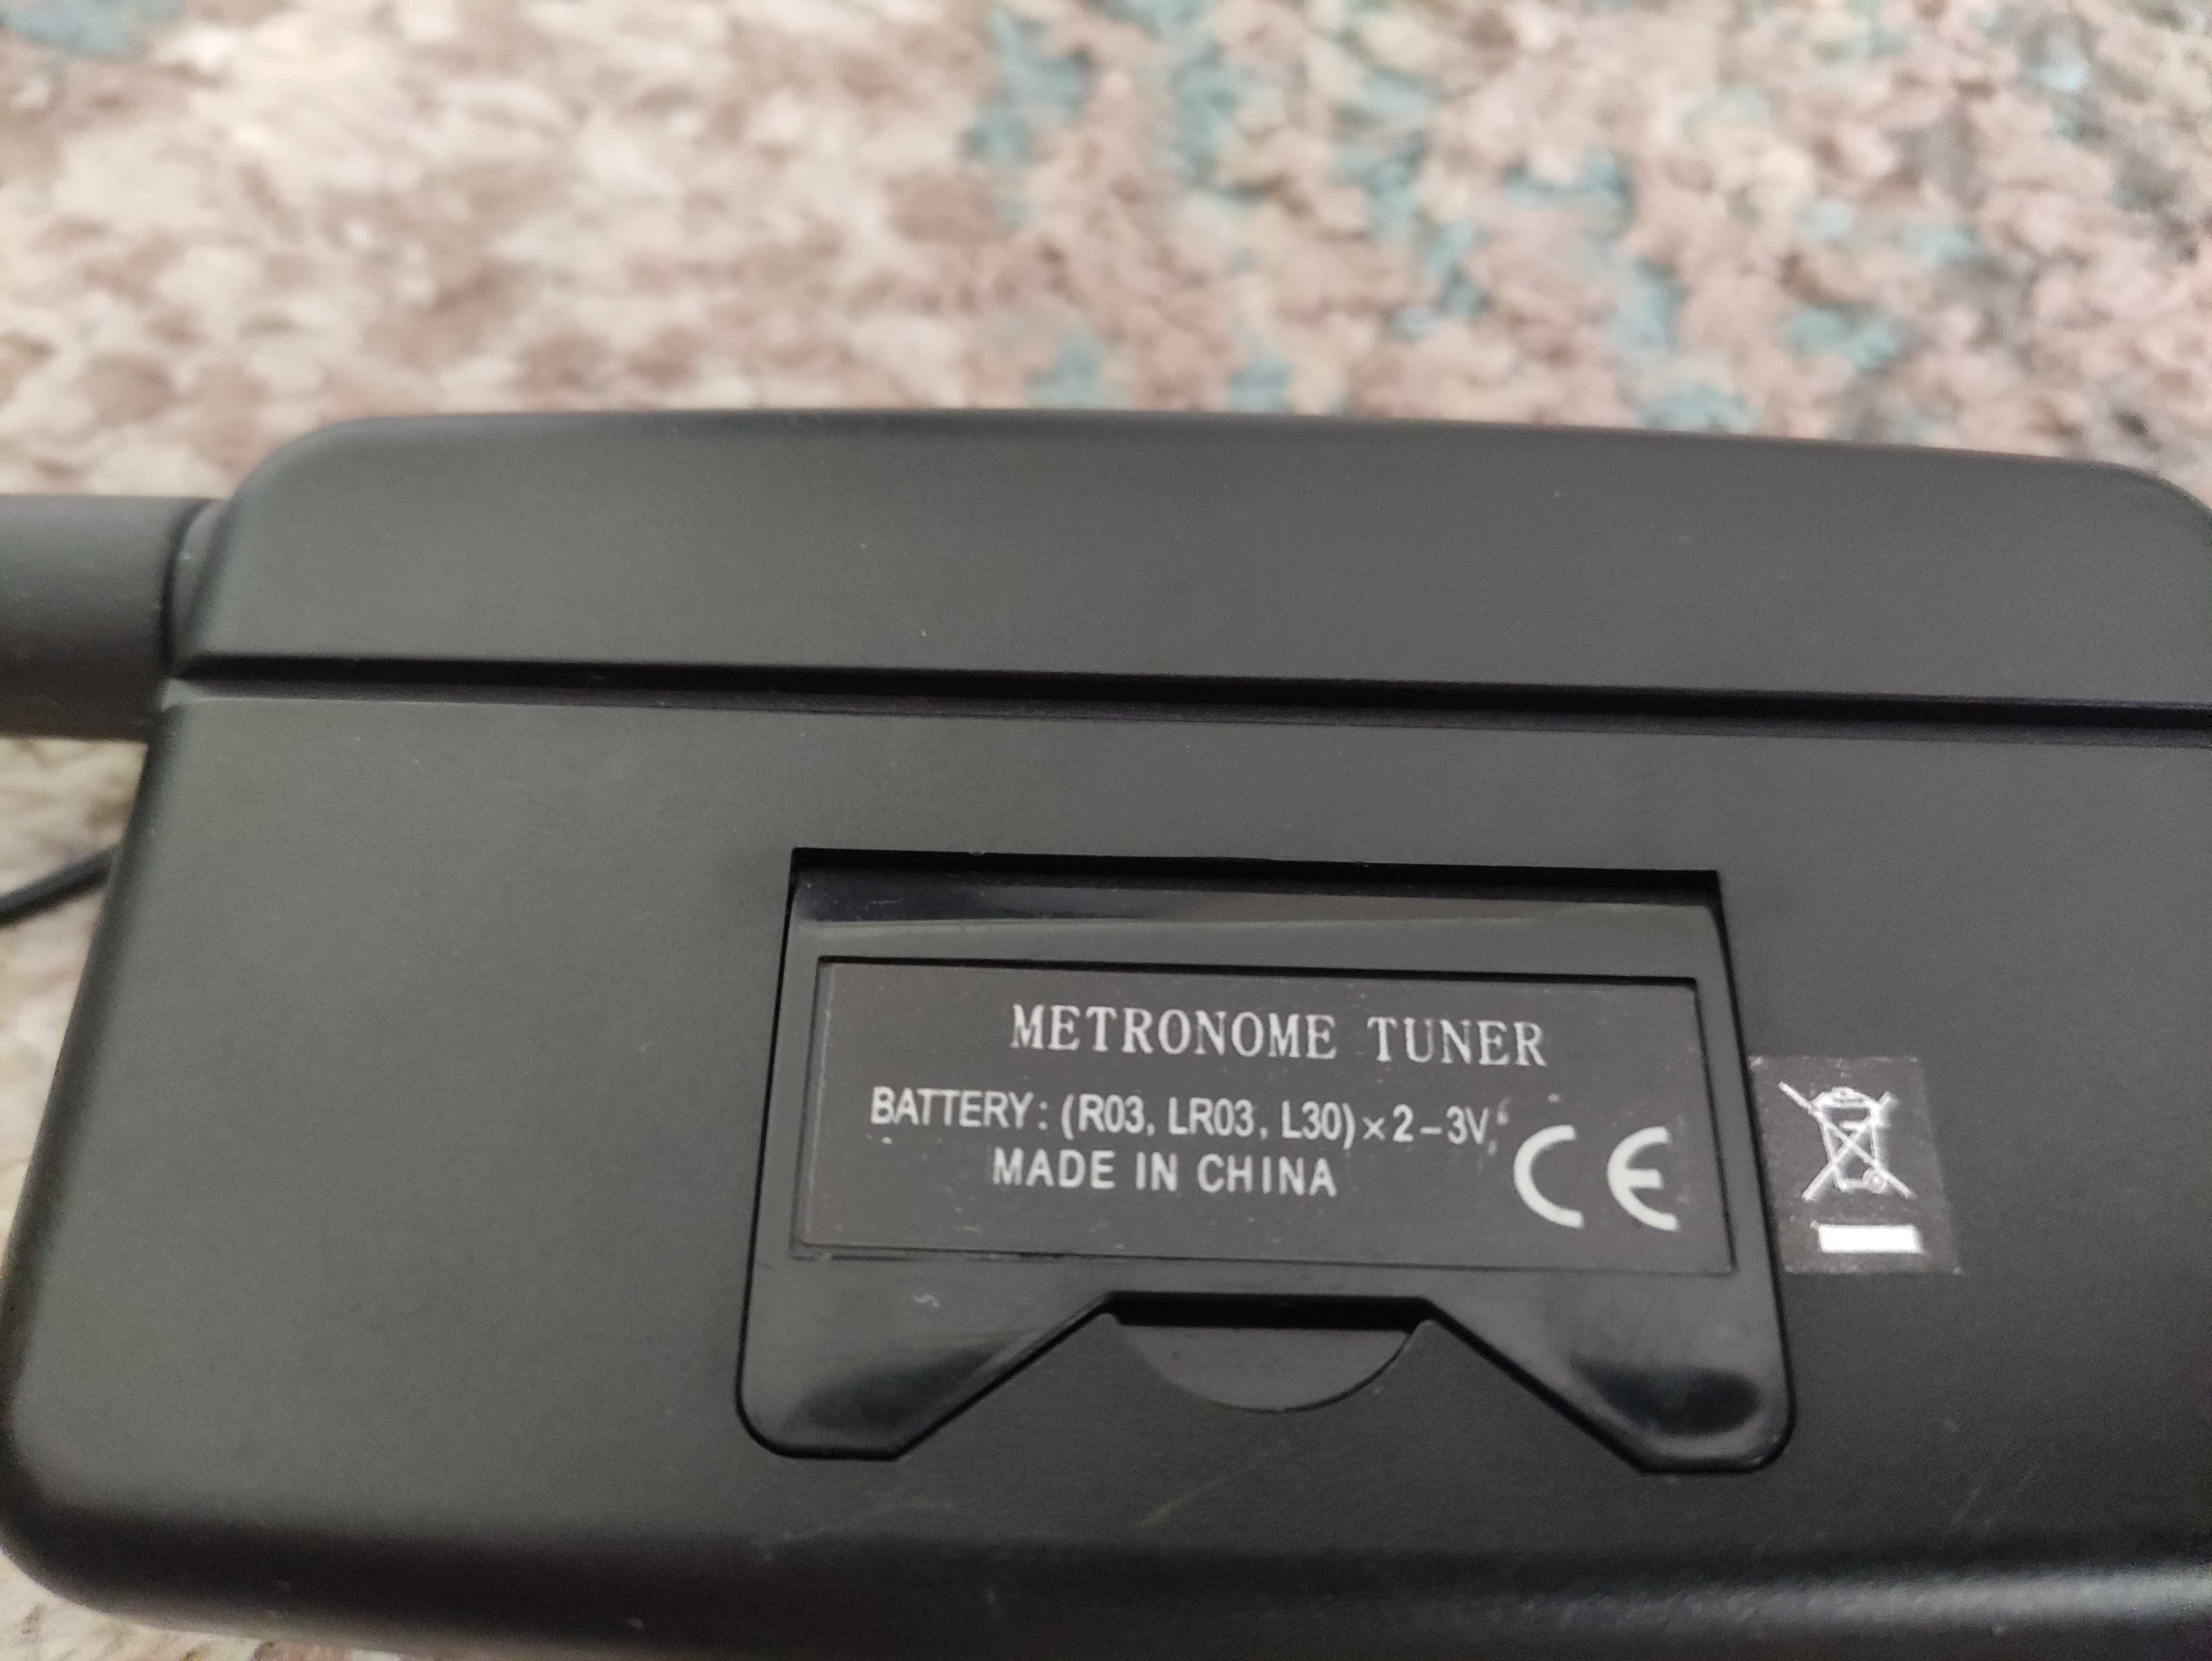 METRONOME TUNER
BATTERY: (R03, LR03, L30)×2-3V
MADE IN CHINA
CE